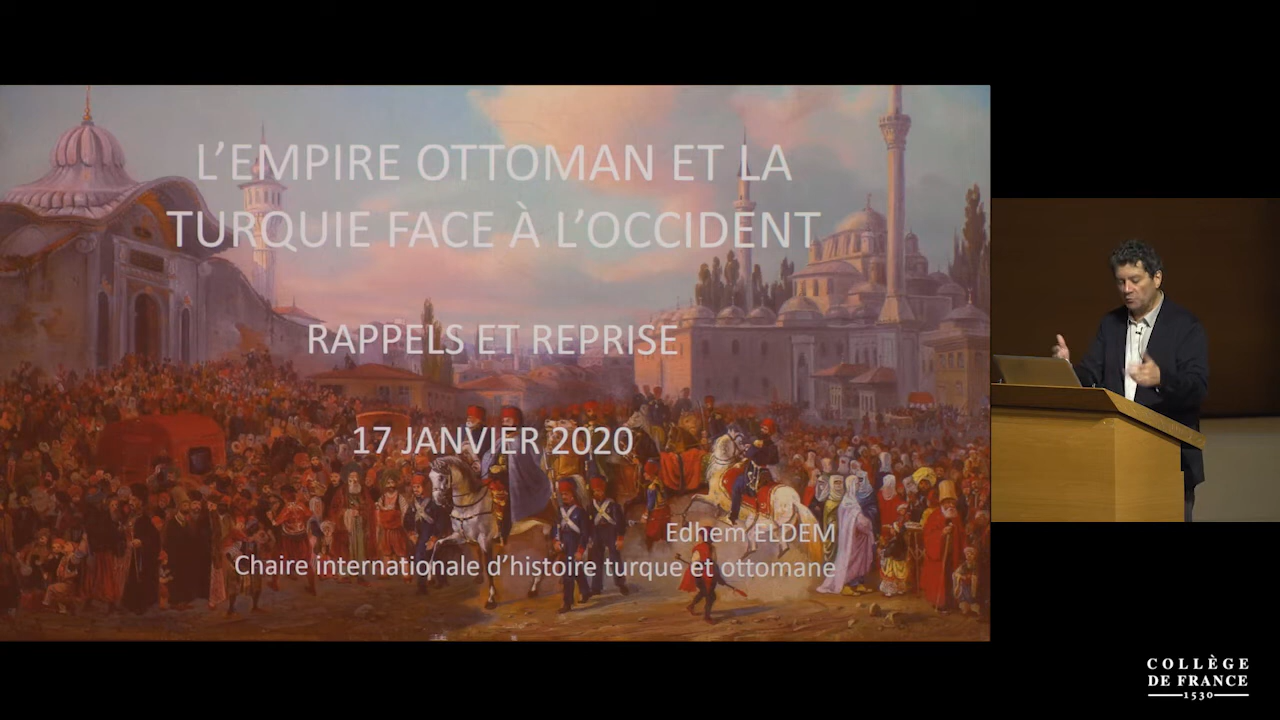 L'EMPIRE OTTOMAN ET LA
TURQUIE FACE À L'OCCIDENT
RAPPELS ET REPRISE
17 JANVIER 2020
Edhem ELDEM
Chaire internationale d'histoire turque et ottomane
COLLÈGE
DE FRANCE
1530